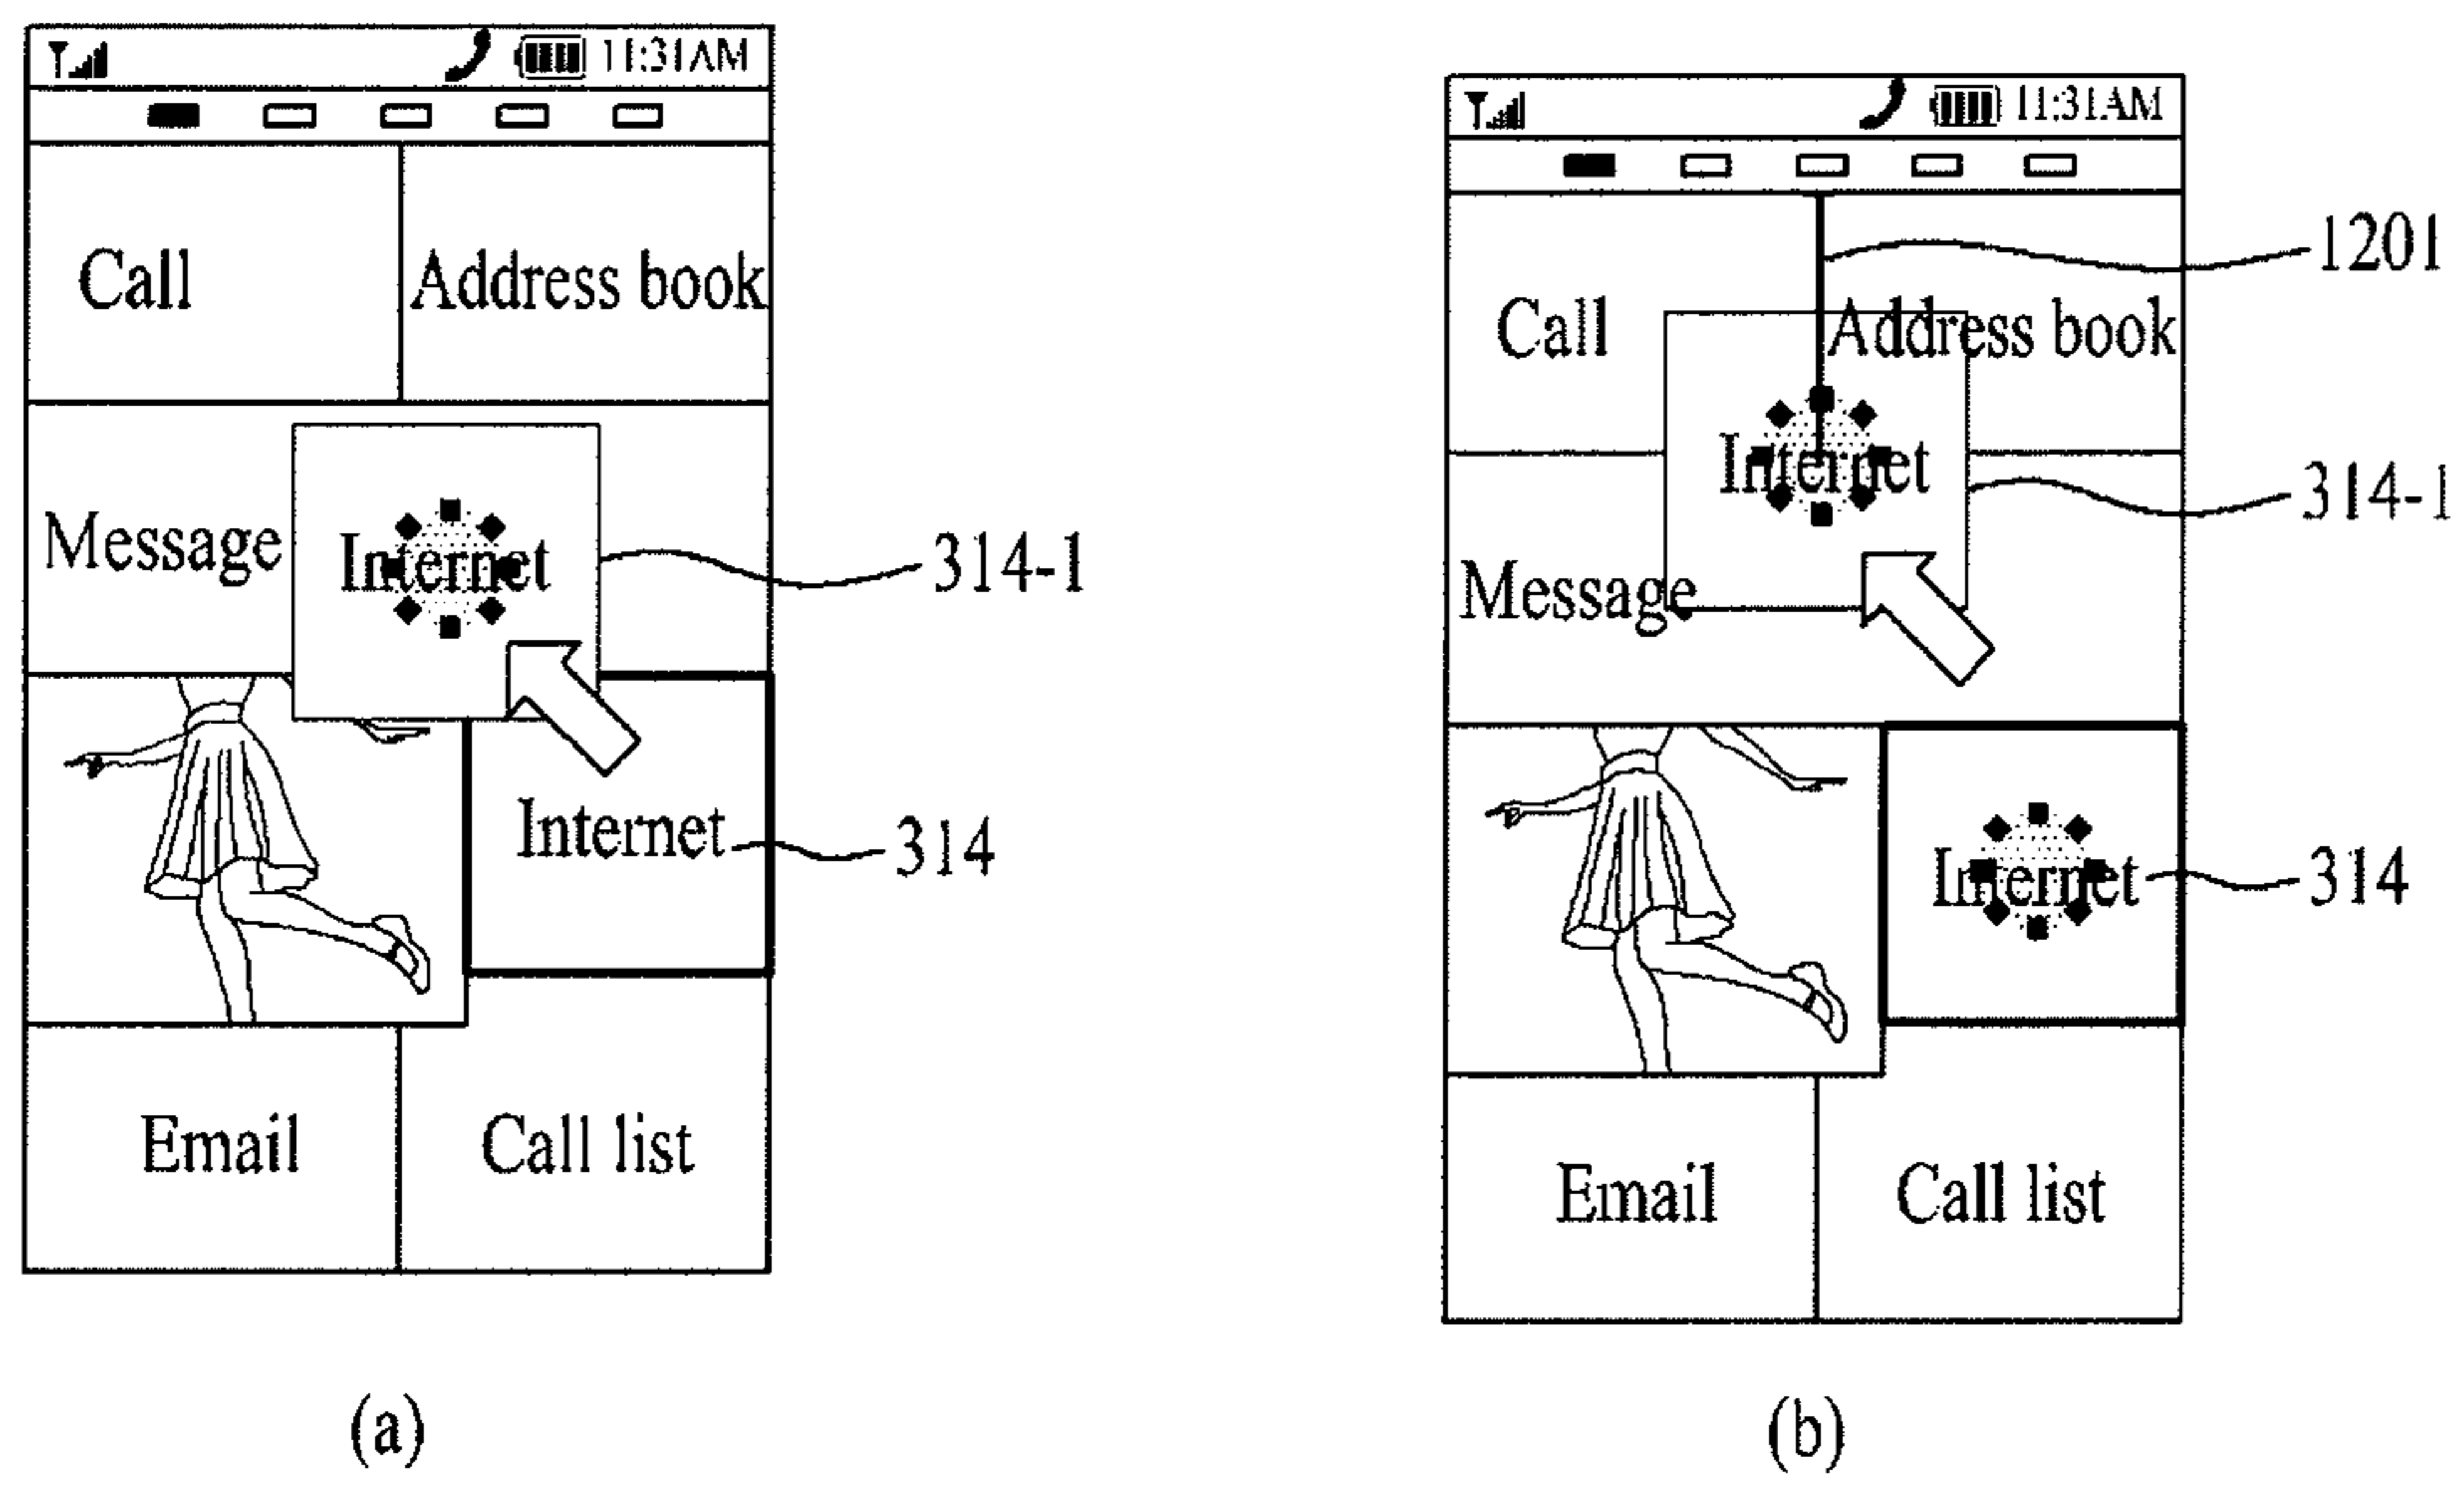 11:31AM
Call
Address book
Message
Internet
314-1
Internet
314
Email
Call list
(a)
11:31AM
1201
Call
Address book
Internet
314-1
Message
Internet
314
Email
Call list
(b)